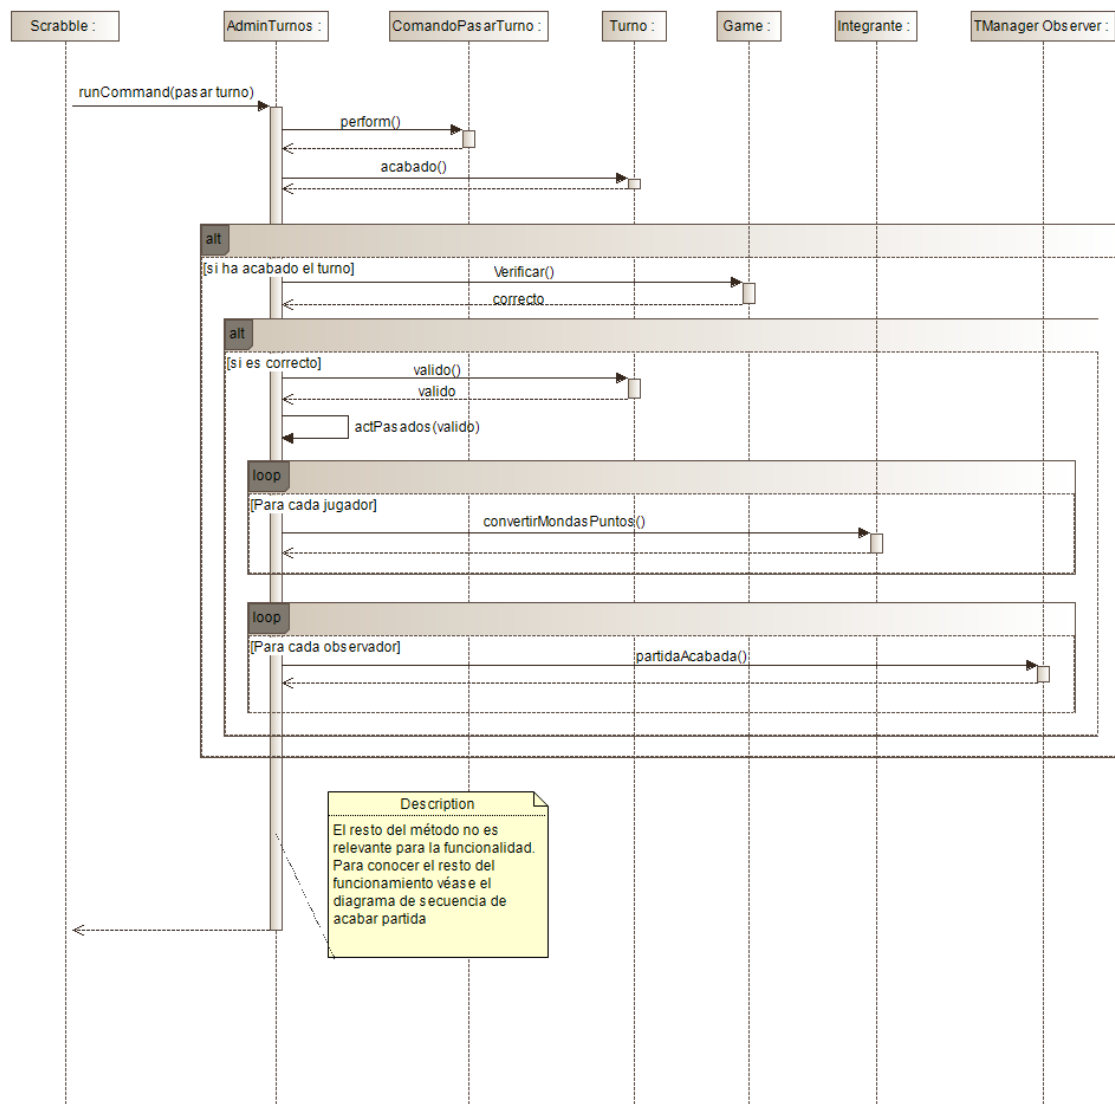 Scrabble :
AdminTurnos :
ComandoPasarTurno :
Turno :
Game :
Integrante :
TManager Observer :
runCommand(pasar turno)
perform()
acabado()
alt
[si ha acabado el turno]
Verificar()
correcto
alt
[si es correcto]
valido()
valido
actPasados(valido)
loop
[Para cada jugador]
convertirMondasPuntos()
loop
[Para cada observador]
partidaAcabada()
Description
El resto del método no es
relevante para la funcionalidad.
Para conocer el resto del
funcionamiento véase el
diagrama de secuencia de
acabar partida